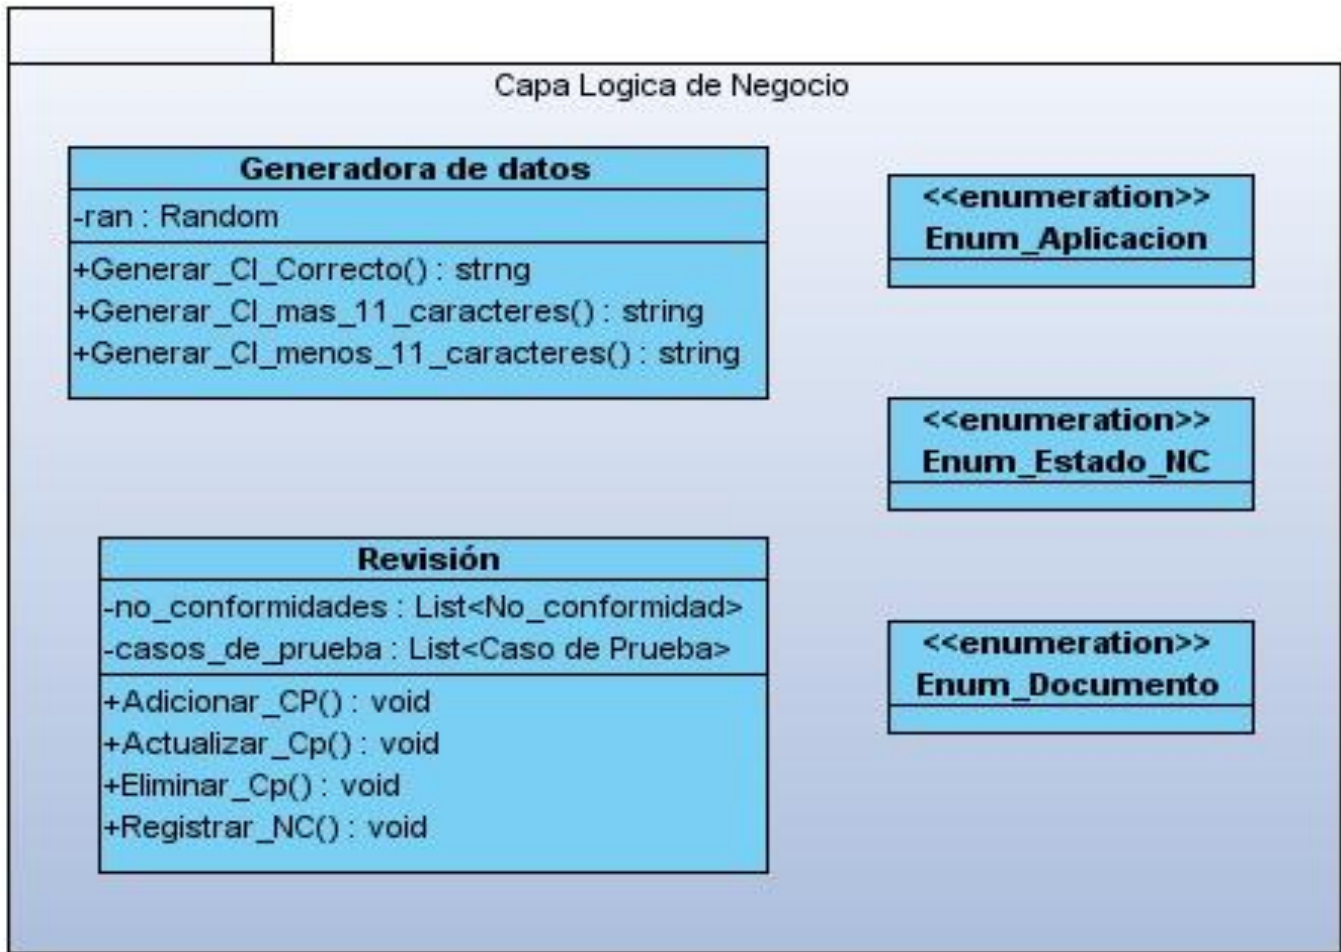 Capa Logica de Negocio
Generadora de datos
-ran : Random
+Generar_CI_Correcto() : strng
+Generar_CI_mas_11_caracteres() : string
+Generar_CI_menos_11_caracteres() : string
<<enumeration>>
Enum_Aplicacion
<<enumeration>>
Enum_Estado_NC
Revisión
-no_conformidades : List<No_conformidad>
-casos_de_prueba : List<Caso de Prueba>
+Adicionar_CP() : void
+Actualizar_Cp() : void
+Eliminar_Cp() : void
+Registrar_NC() : void
<<enumeration>>
Enum_Documento